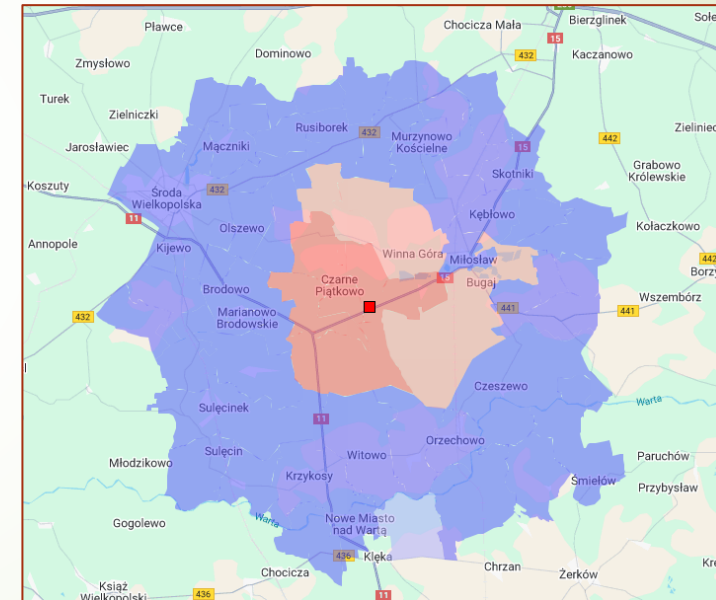 Pławce
Chocicza Mała
Bierzglinek
15
432
Kaczanowo
Zmysłowo
Dominowo
Turek
Zielniczki
Rusiborek
432
Murzynowo
Kościelne
442
Jarosławiec
Mączniki
15
Skotniki
Grabowo
Królewskie
Koszuty
Środa
Wielkopolska
432
11
Kębłowo
Kołaczkowo
Annopole
Kijewo
Olszewo
Winna Góra
Miłosław
442
Czarne
Piątkowo
Bugaj
Brodowo
Wszembórz
432
Marianowo
Brodowskie
441
441
Czeszewo
Warta
Sulęcinek
11
Orzechowo
Sulęcin
Witowo
Paruchów
Młodzikowo
Krzykosy
Śmiełów
Przybysław
Gogolewo
Warta
Nowe Miasto
nad Wartą
436
Klęka
Chocicza
Chrzan
Żerków
Książ
Wielkopolski
436
11